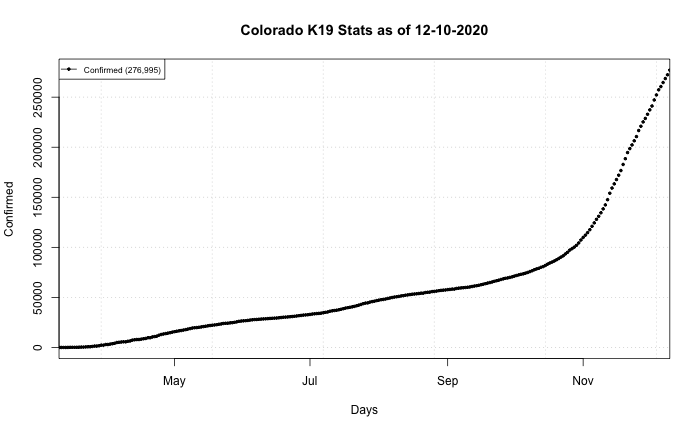 Colorado K19 Stats as of 12-10-2020
Confirmed (276,995)
Confirmed
250000
200000
150000
100000
50000
0
May Jul Sep Nov
Days